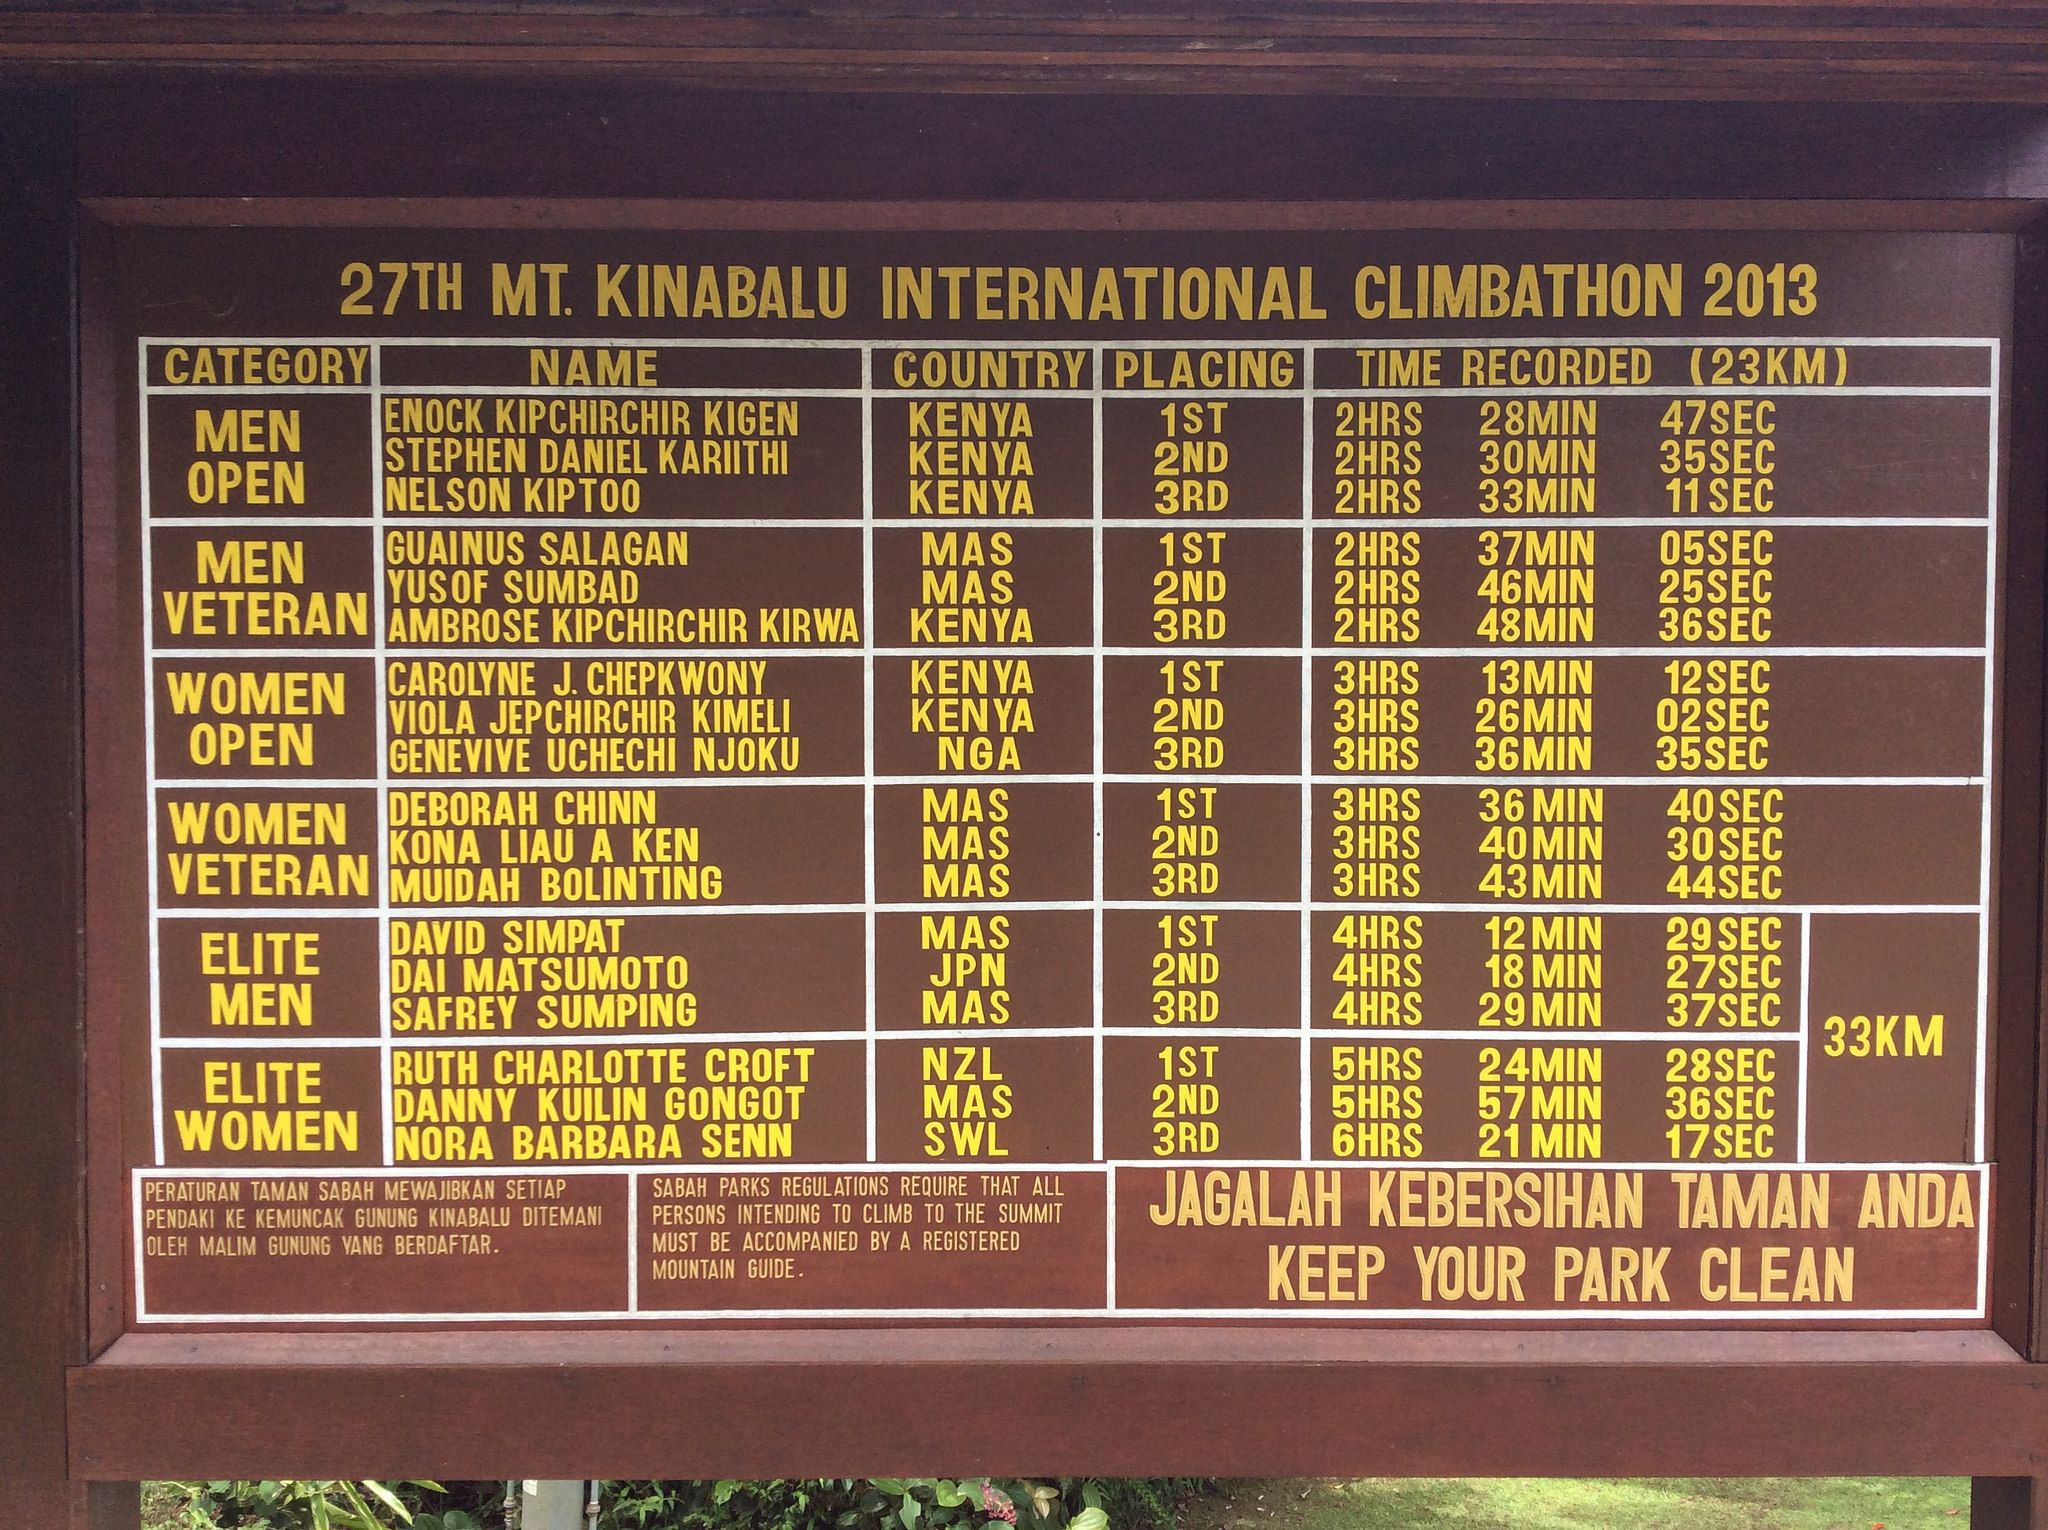 27TH MT. KINABALU INTERNATIONAL CLIMBATHON 2013
CATEGORY NAME COUNTRY PLACING TIME RECORDED (23KM)
MEN OPEN
ENOCK KIPCHIRCHIR KIGEN KENYA 1ST 2HRS 28MIN 47SEC
STEPHEN DANIEL KARIITHI KENYA 2ND 2HRS 30MIN 35SEC
NELSON KIPTOO KENYA 3RD 2HRS 33MIN 11SEC
MEN VETERAN
GUAINUS SALAGAN MAS 1ST 2HRS 37MIN 05SEC
YUSOF SUMBAD MAS 2ND 2HRS 46MIN 25SEC
AMBROSE KIPCHIRCHIR KIRWA KENYA 3RD 2HRS 48MIN 36SEC
WOMEN OPEN
CAROLYNE J. CHEPKWONY KENYA 1ST 3HRS 13MIN 12SEC
VIOLA JEPCHIRCHIR KIMELI KENYA 2ND 3HRS 26MIN 02SEC
GENEVIVE UCHECHI NJOKU NGA 3RD 3HRS 36MIN 35SEC
WOMEN VETERAN
DEBORAH CHINN MAS 1ST 3HRS 36MIN 40SEC
KONA LIAU A KEN MAS 2ND 3HRS 40MIN 30SEC
MUIDAH BOLINTING MAS 3RD 3HRS 43MIN 44SEC
ELITE MEN
DAVID SIMPAT MAS 1ST 4HRS 12MIN 29SEC
DAI MATSUMOTO JPN 2ND 4HRS 18MIN 27SEC
SAFREY SUMPING MAS 3RD 4HRS 29MIN 37SEC
33KM
ELITE WOMEN
RUTH CHARLOTTE CROFT NZL 1ST 5HRS 24MIN 28SEC
DANNY KUILIN GONGOT MAS 2ND 5HRS 57MIN 36SEC
NORA BARBARA SENN SWL 3RD 6HRS 21MIN 17SEC
PERATURAN TAMAN SABAH MEWAJIBKAN SETIAP
PENDAKI KE KEMUNCAK GUNUNG KINABALU DITEMANI
OLEH MALIM GUNUNG YANG BERDAFTAR.
SABAH PARKS REGULATIONS REQUIRE THAT ALL
PERSONS INTENDING TO CLIMB TO THE SUMMIT
MUST BE ACCOMPANIED BY A REGISTERED
MOUNTAIN GUIDE.
JAGALAH KEBERSIHAN TAMAN ANDA
KEEP YOUR PARK CLEAN